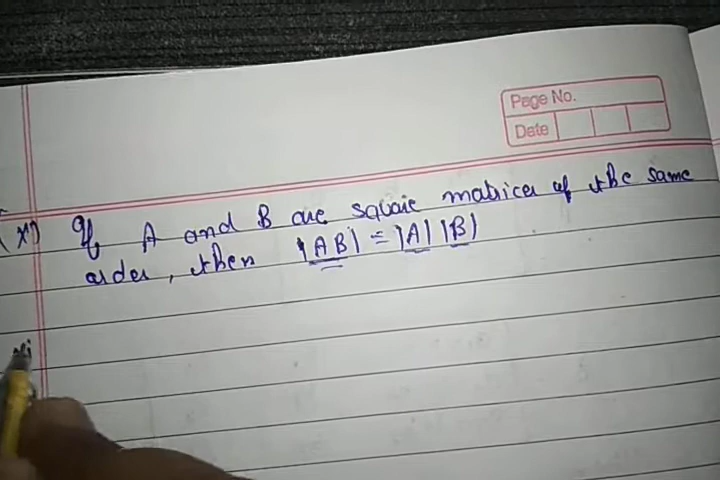 Page No.
Date
(x) If A and B are square matrices of the same
order, then |AB| = |A| |B|